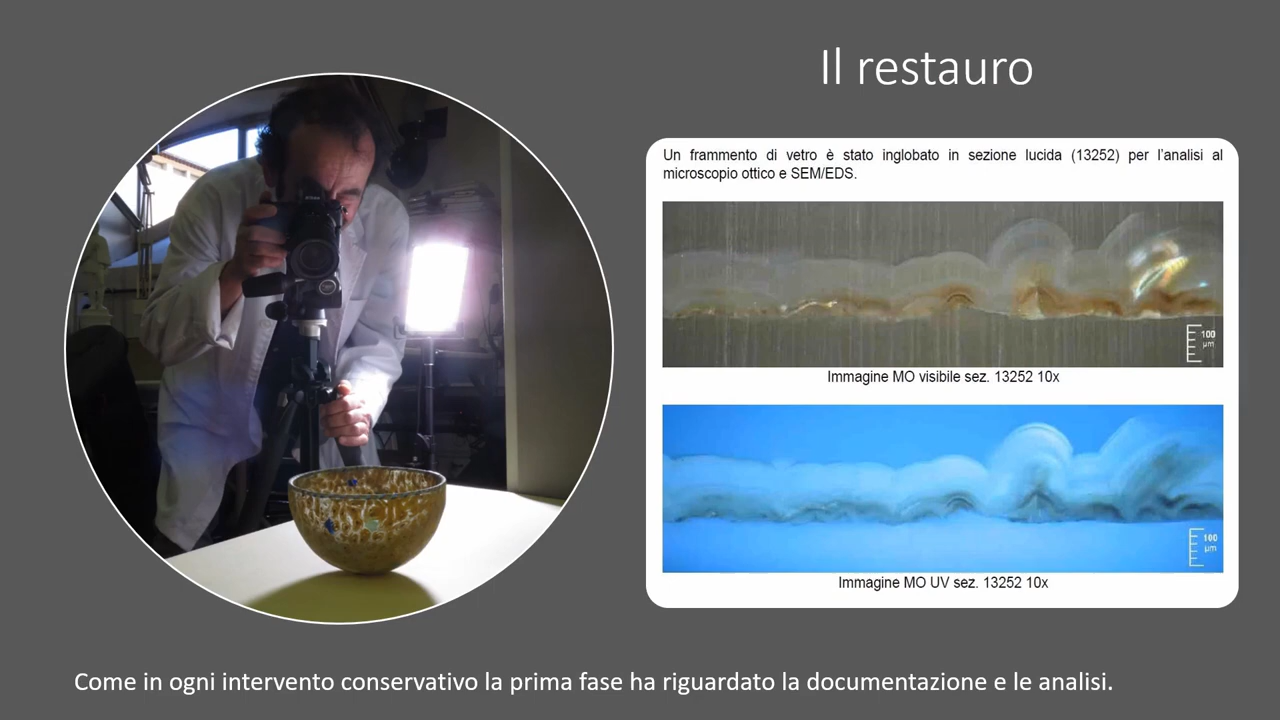 Il restauro
Un frammento di vetro è stato inglobato in sezione lucida (13252) per l'analisi al
microscopio ottico e SEM/EDS.
100
µm
Immagine MO visibile sez. 13252 10x
100
µm
Immagine MO UV sez. 13252 10x
Come in ogni intervento conservativo la prima fase ha riguardato la documentazione e le analisi.